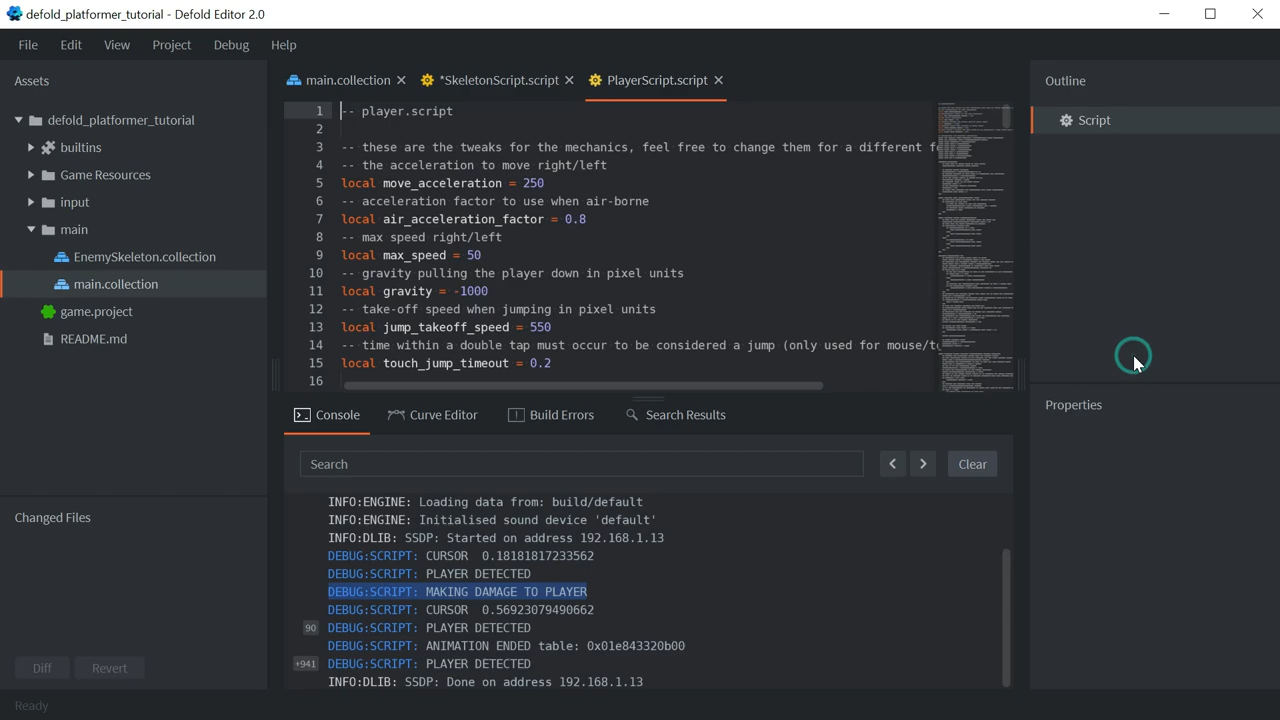 defold_platformer_tutorial - Defold Editor 2.0
File Edit View Project Debug Help
Assets
defold_platformer_tutorial
builtins
Game Resources
input
main
EnemySkeleton.collection
main.collection
game.project
README.md
Changed Files
Diff Revert
Ready
main.collection *SkeletonScript.script PlayerScript.script
1 -- player.script
2
3 -- these are the tweaks for the mechanics, feel free to change them for a different f
4 -- the acceleration to move right/left
5 local move_acceleration = 250
6 -- acceleration factor to use when air-borne
7 local air_acceleration_factor = 0.8
8 -- max speed right/left
9 local max_speed = 50
10 -- gravity pulling the player down in pixel units
11 local gravity = -1000
12 -- take-off speed when jumping in pixel units
13 local jump_takeoff_speed = 550
14 -- time within a double tap must occur to be considered a jump (only used for mouse/to
15 local touch_jump_timeout = 0.2
16
Console Curve Editor Build Errors Search Results
Search Clear
INFO:ENGINE: Loading data from: build/default
INFO:ENGINE: Initialised sound device 'default'
INFO:DLIB: SSDP: Started on address 192.168.1.13
DEBUG:SCRIPT: CURSOR 0.18181817233562
DEBUG:SCRIPT: PLAYER DETECTED
DEBUG:SCRIPT: MAKING DAMAGE TO PLAYER
DEBUG:SCRIPT: CURSOR 0.56923079490662
90 DEBUG:SCRIPT: PLAYER DETECTED
DEBUG:SCRIPT: ANIMATION ENDED table: 0x01e843320b00
+941 DEBUG:SCRIPT: PLAYER DETECTED
INFO:DLIB: SSDP: Done on address 192.168.1.13
Outline
Script
Properties